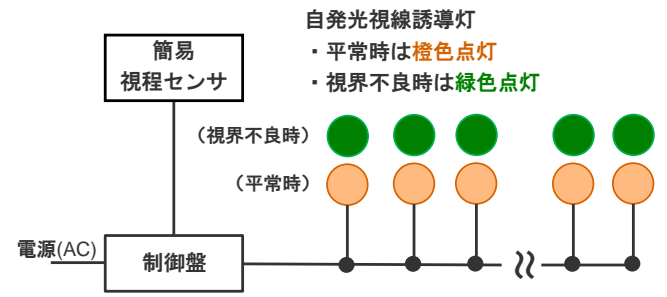 自発光視線誘導灯
・平常時は橙色点灯
・視界不良時は緑色点灯
簡易
視程センサ
（視界不良時）
（平常時）
電源(AC)
制御盤